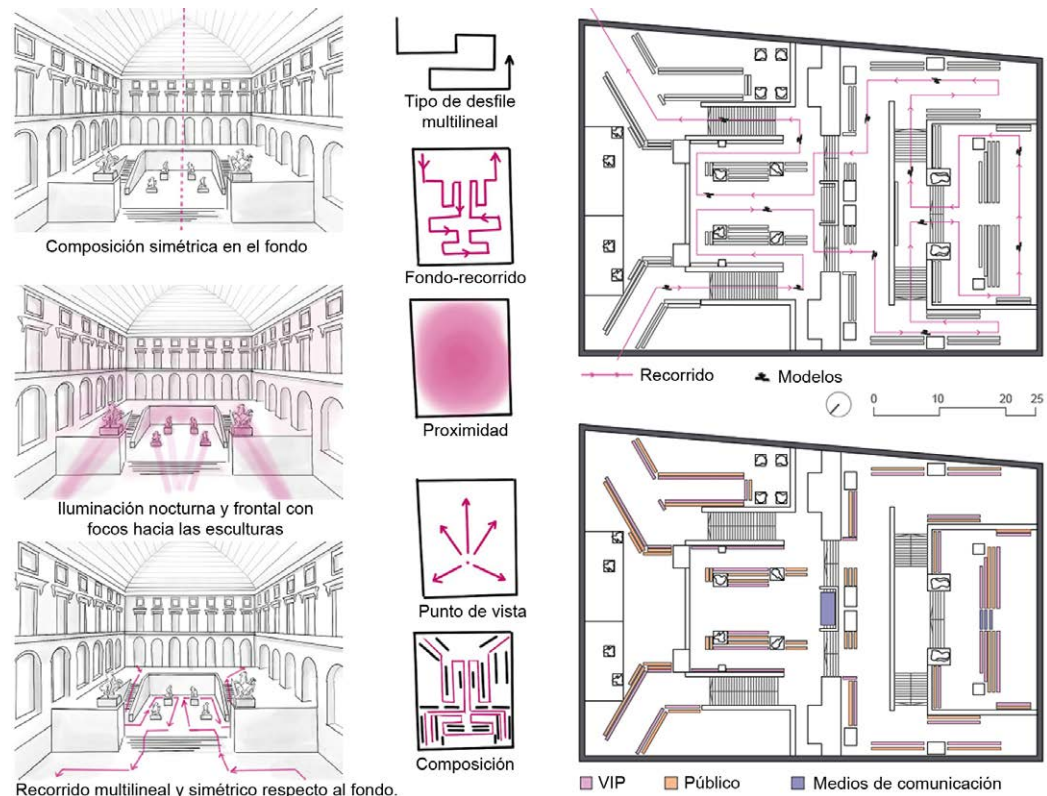 Composición simétrica en el fondo
Iluminación nocturna y frontal con
focos hacia las esculturas
Recorrido multilineal y simétrico respecto al fondo.
Tipo de desfile
multilineal
Fondo-recorrido
Proximidad
Punto de vista
Composición
Recorrido
Modelos
0 10 20 25
VIP
Público
Medios de comunicación